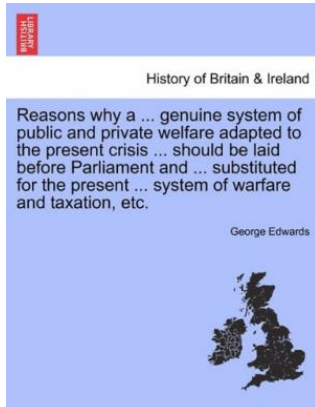 BRITISH
LIBRARY
History of Britain & Ireland
Reasons why a ... genuine system of
public and private welfare adapted to
the present crisis ... should be laid
before Parliament and ... substituted
for the present ... system of warfare
and taxation, etc.
George Edwards